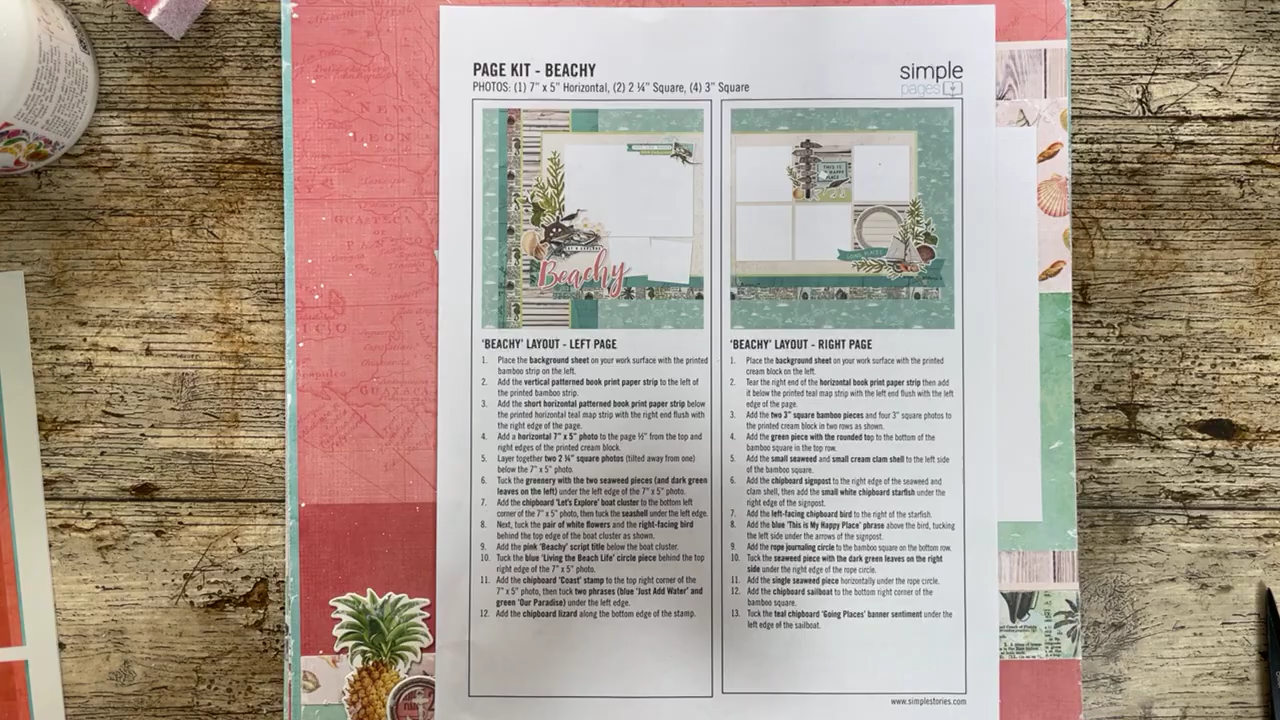 PAGE KIT - BEACHY
PHOTOS: (1) 7" x 5" Horizontal, (2) 2 ¼" Square, (4) 3" Square
simple
pages
Beachy
THIS IS
HAPPY
PLACE
GOING PLACES
'BEACHY' LAYOUT - LEFT PAGE
1. Place the background sheet on your work surface with the printed
bamboo strip on the left.
2. Add the vertical patterned book print paper strip to the left of
the printed bamboo strip.
3. Add the short horizontal patterned book print paper strip below
the printed horizontal teal map strip with the right end flush with
the right edge of the page.
4. Add a horizontal 7" x 5" photo to the page ½" from the top and
right edges of the printed cream block.
5. Layer together two 2 ¼" square photos (tilted away from one)
below the 7" x 5" photo.
6. Tuck the greenery with the two seaweed pieces (and dark green
leaves on the left) under the left edge of the 7" x 5" photo.
7. Add the chipboard 'Let's Explore' boat cluster to the bottom left
corner of the 7" x 5" photo, then tuck the seashell under the left edge.
8. Next, tuck the pair of white flowers and the right-facing bird
behind the top edge of the boat cluster as shown.
9. Add the pink 'Beachy' script title below the boat cluster.
10. Tuck the blue 'Living the Beach Life' circle piece behind the top
right edge of the 7" x 5" photo.
11. Add the chipboard 'Coast' stamp to the top right corner of the
7" x 5" photo, then tuck two phrases (blue 'Just Add Water' and
green 'Our Paradise) under the left edge.
12. Add the chipboard lizard along the bottom edge of the stamp.
'BEACHY' LAYOUT - RIGHT PAGE
1. Place the background sheet on your work surface with the printed
cream block on the left.
2. Tear the right end of the horizontal book print paper strip then add
it below the printed teal map strip with the left end flush with the left
edge of the page.
3. Add the two 3" square bamboo pieces and four 3" square photos to
the printed cream block in two rows as shown.
4. Add the green piece with the rounded top to the bottom of the
bamboo square in the top row.
5. Add the small seaweed and small cream clam shell to the left side
of the bamboo square.
6. Add the chipboard signpost to the right edge of the seaweed and
clam shell, then add the small white chipboard starfish under the
right edge of the signpost.
7. Add the left-facing chipboard bird to the right of the starfish.
8. Add the blue 'This is My Happy Place' phrase above the bird, tucking
the left side under the arrows of the signpost.
9. Add the rope journaling circle to the bamboo square on the bottom row.
10. Tuck the seaweed piece with the dark green leaves on the right
side under the right edge of the rope circle.
11. Add the single seaweed piece horizontally under the rope circle.
12. Add the chipboard sailboat to the bottom right corner of the
bamboo square.
13. Tuck the teal chipboard 'Going Places' banner sentiment under the
left edge of the sailboat.
www.simplestories.com